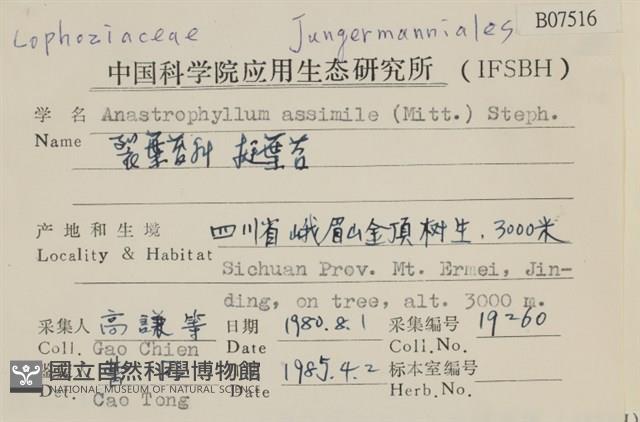 B07516
Lophoziaceae Jungermanniales
中国科学院应用生态研究所 (IFSBH)
学 名 Anastrophyllum assimile (Mitt.) Steph.
Name 裂葉苔科 挺葉苔
产地和生境 四川省峨眉山金頂树生. 3000米
Locality & Habitat Sichuan Prov. Mt. Ermei, Jin-
ding, on tree, alt. 3000 m.
采集人 高謙等 日期 1980.8.1 采集编号 19260
Coll. Gao Chien Date Coll.No.
1985.4.2 标本室编号
國立自然科學博物館
NATIONAL MUSEUM OF NATURAL SCIENCE
Det. Cao Tong Date Herb.No.